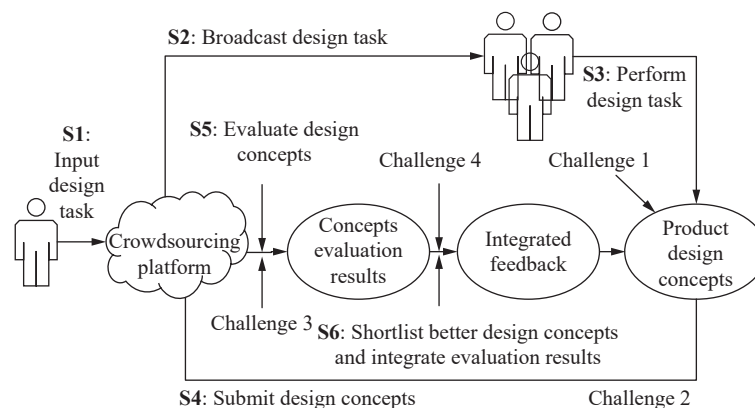 S2: Broadcast design task
S3: Perform
design task
S1:
Input
design
task
S5: Evaluate design
concepts
Challenge 4
Challenge 1
Crowdsourcing
platform
Concepts
evaluation
results
Integrated
feedback
Product
design
concepts
Challenge 3
S6: Shortlist better design concepts
and integrate evaluation results
S4: Submit design concepts
Challenge 2